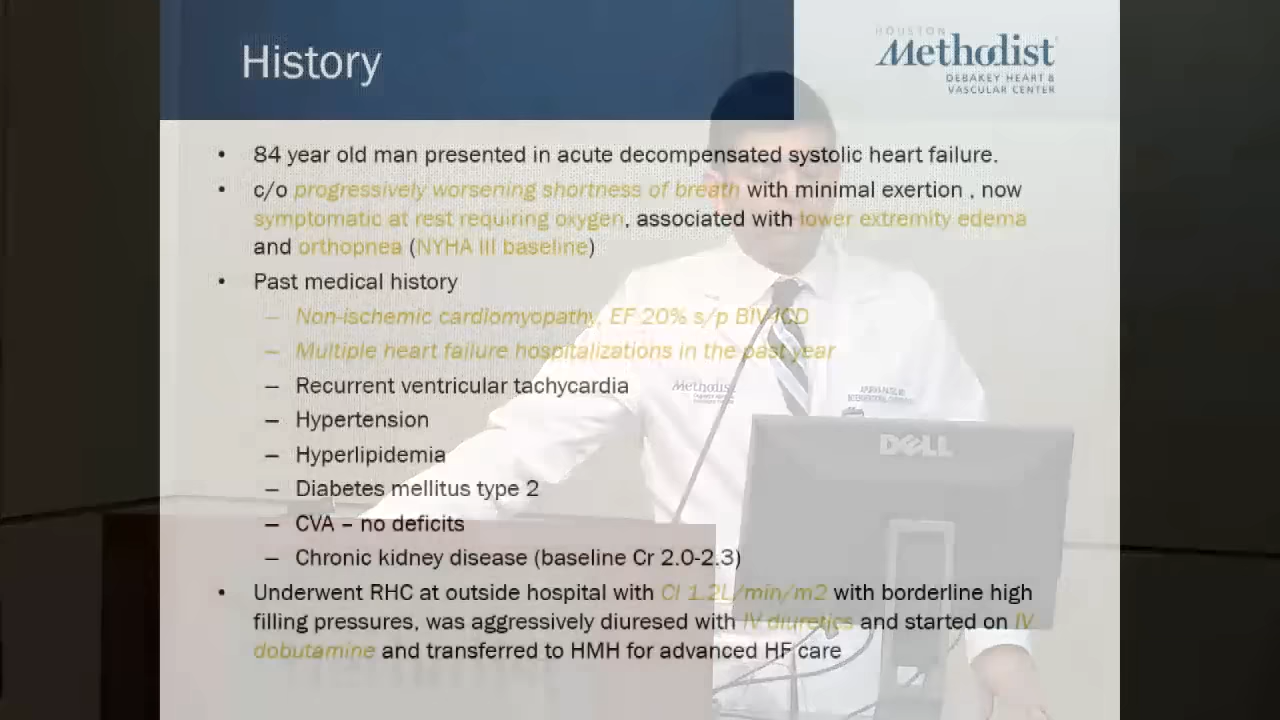 History
HOUSTON
Methodist
DEBAKEY HEART &
VASCULAR CENTER
• 84 year old man presented in acute decompensated systolic heart failure.
• c/o progressively worsening shortness of breath with minimal exertion , now
symptomatic at rest requiring oxygen, associated with lower extremity edema
and orthopnea (NYHA III baseline)
• Past medical history
– Non-ischemic cardiomyopathy, EF 20% s/p BIV-ICD
– Multiple heart failure hospitalizations in the past year
– Recurrent ventricular tachycardia
– Hypertension
– Hyperlipidemia
– Diabetes mellitus type 2
– CVA – no deficits
– Chronic kidney disease (baseline Cr 2.0-2.3)
• Underwent RHC at outside hospital with CI 1.2L/min/m2 with borderline high
filling pressures, was aggressively diuresed with IV diuretics and started on IV
dobutamine and transferred to HMH for advanced HF care
Methodist
DELL